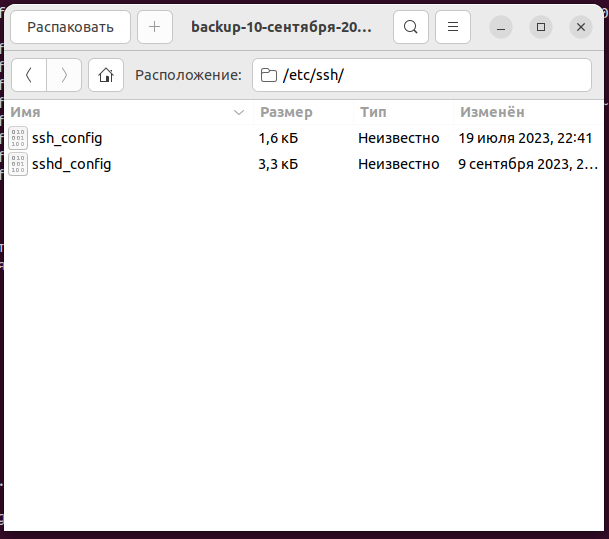 Распаковать backup-10-сентября-20...
Расположение: /etc/ssh/
Имя Размер Тип Изменён
ssh_config 1,6 кБ Неизвестно 19 июля 2023, 22:41
sshd_config 3,3 кБ Неизвестно 9 сентября 2023, 2...